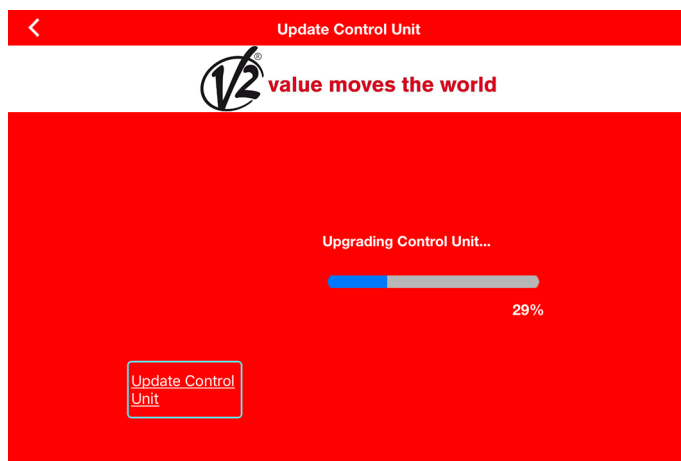 Update Control Unit
V2®
value moves the world
Upgrading Control Unit...
29%
Update Control
Unit